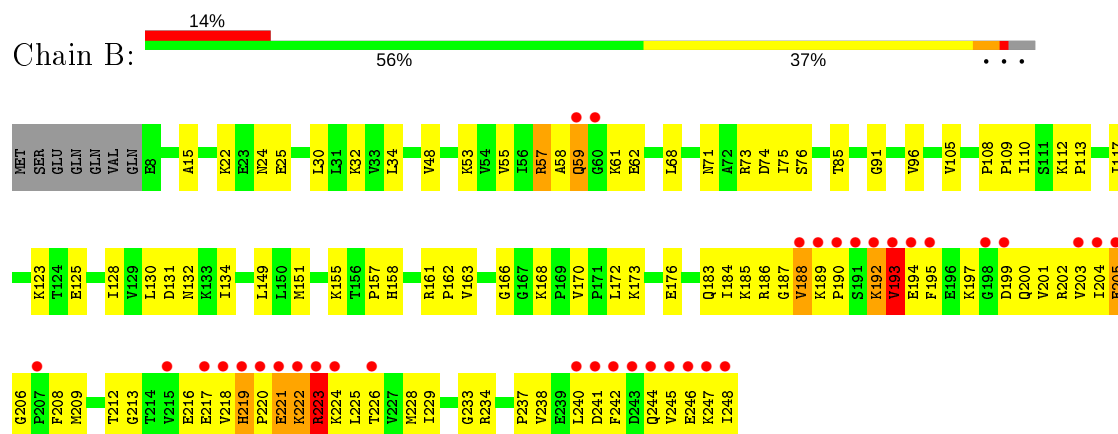 14%
Chain B:
56% 37% • • •
MET SER GLU GLN GLN VAL GLN E8 A15 K22 E23 N24 E25 L30 L31 K32 V33 L34 V48 K53 V54 V55 I56 R57 A58 Q59 G60 K61 E62 L68 N71 A72 R73 D74 I75 S76 T85 G91 V96 V105 P108 P109 I110 S111 K112 P113 I117
K123 T124 E125 I128 V129 L130 D131 N132 K133 I134 L149 L150 M151 K155 T156 P157 H158 R161 P162 V163 G166 G167 K168 P169 V170 P171 L172 K173 E176 Q183 I184 K185 R186 G187 V188 K189 P190 S191 K192 V193 E194 F195 E196 K197 G198 D199 Q200 V201 R202 V203 I204 E205
G206 P207 F208 M209 T212 G213 T214 V215 E216 E217 V218 H219 P220 E221 K222 R223 K224 L225 T226 V227 M228 I229 G233 R234 P237 V238 E239 L240 D241 F242 D243 Q244 V245 E246 K247 I248